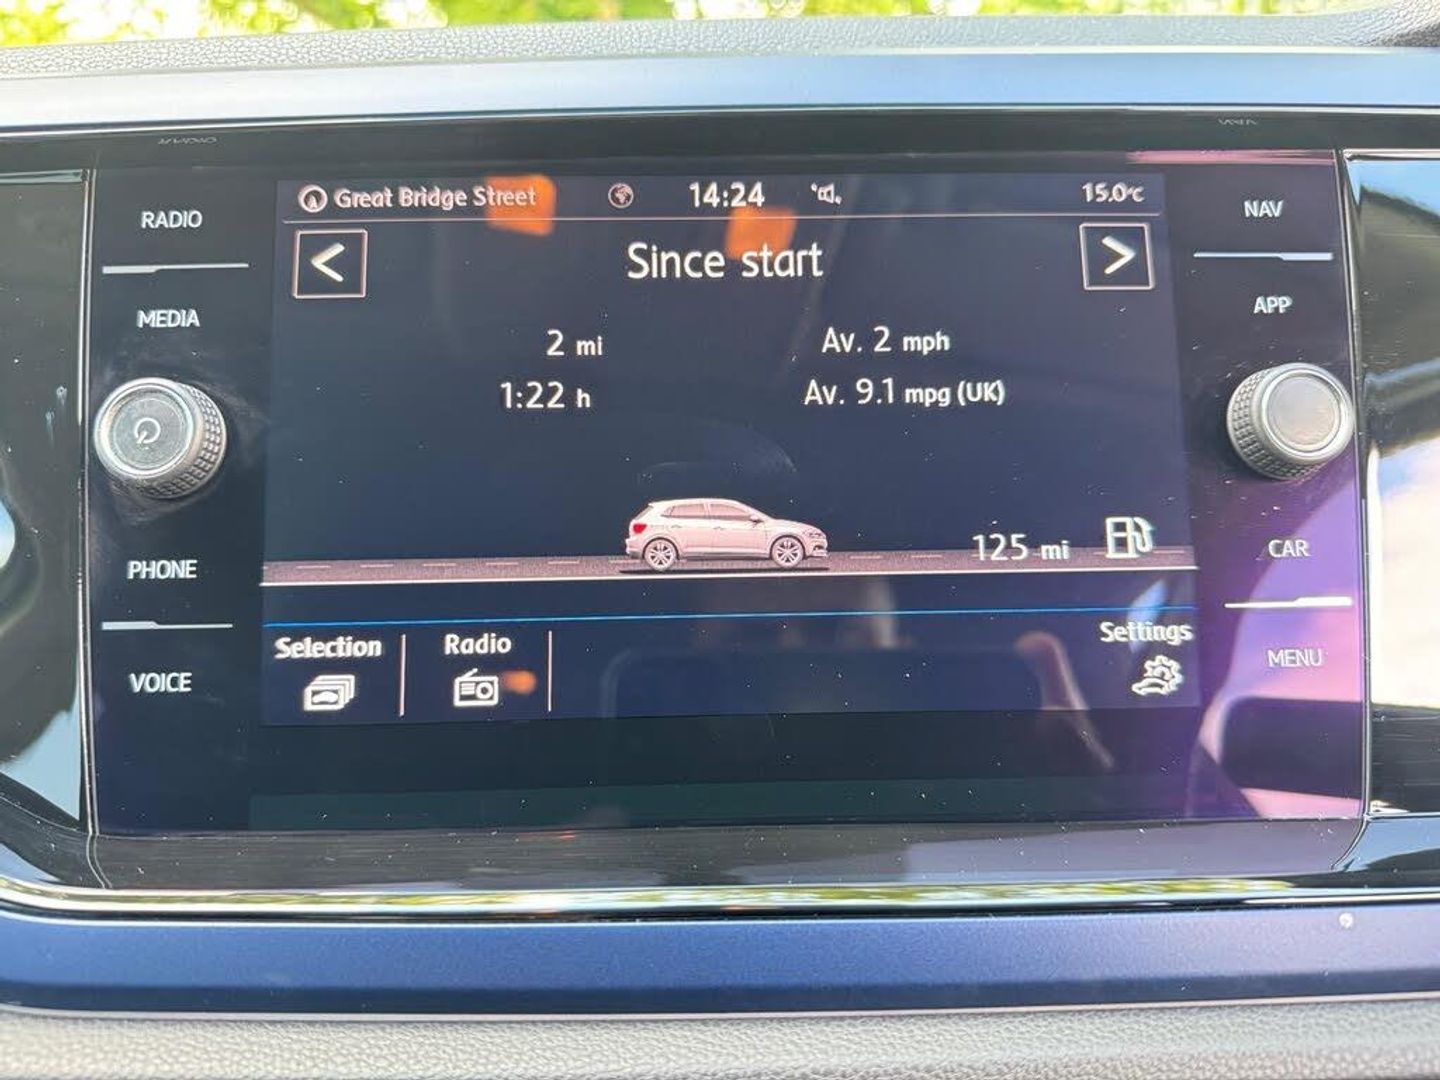 RADIO
MEDIA
PHONE
VOICE
Great Bridge Street
14:24
15.0°C
Since start
2 mi
Av. 2 mph
1:22 h
Av. 9.1 mpg (UK)
125 mi
Selection
Radio
Settings
NAV
APP
CAR
MENU